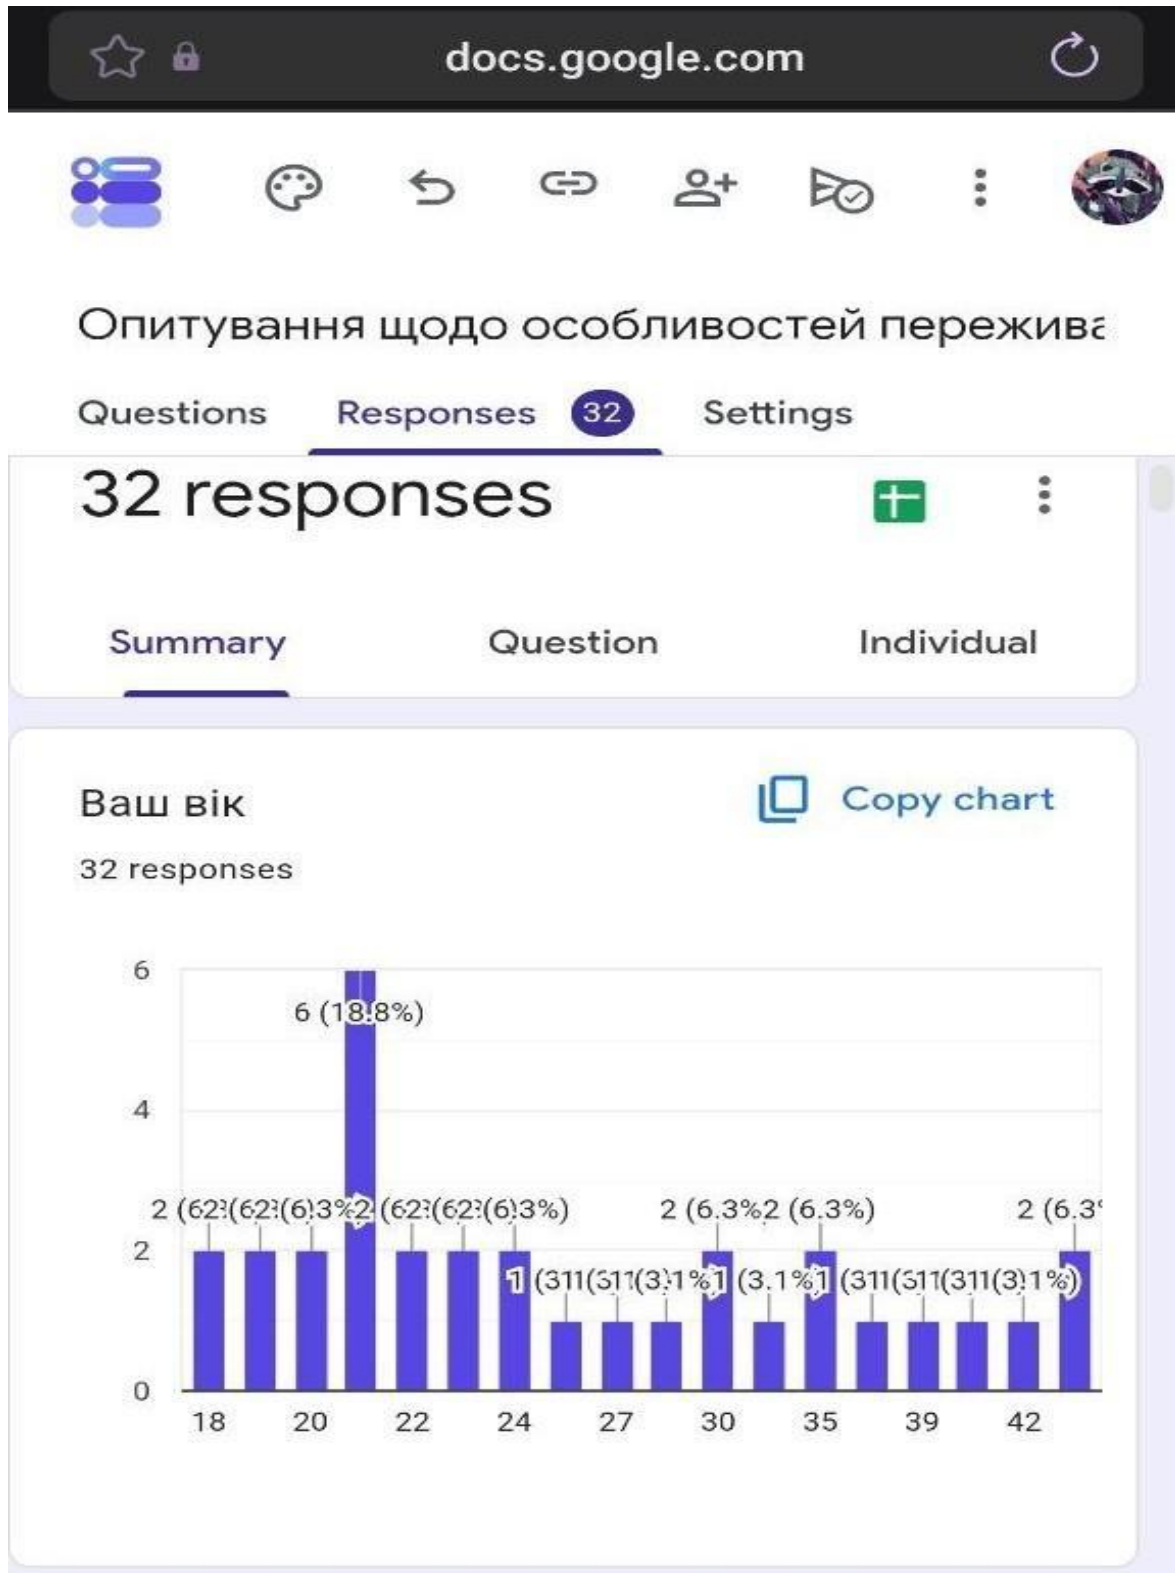 docs.google.com
Опитування щодо особливостей пережива
Questions Responses 32 Settings
32 responses
Summary Question Individual
Ваш вік Copy chart
32 responses
6
6 (18.8%)
4
2 (6.3%) 2 (6.3%)
2
0
18 20 22 24 27 30 35 39 42